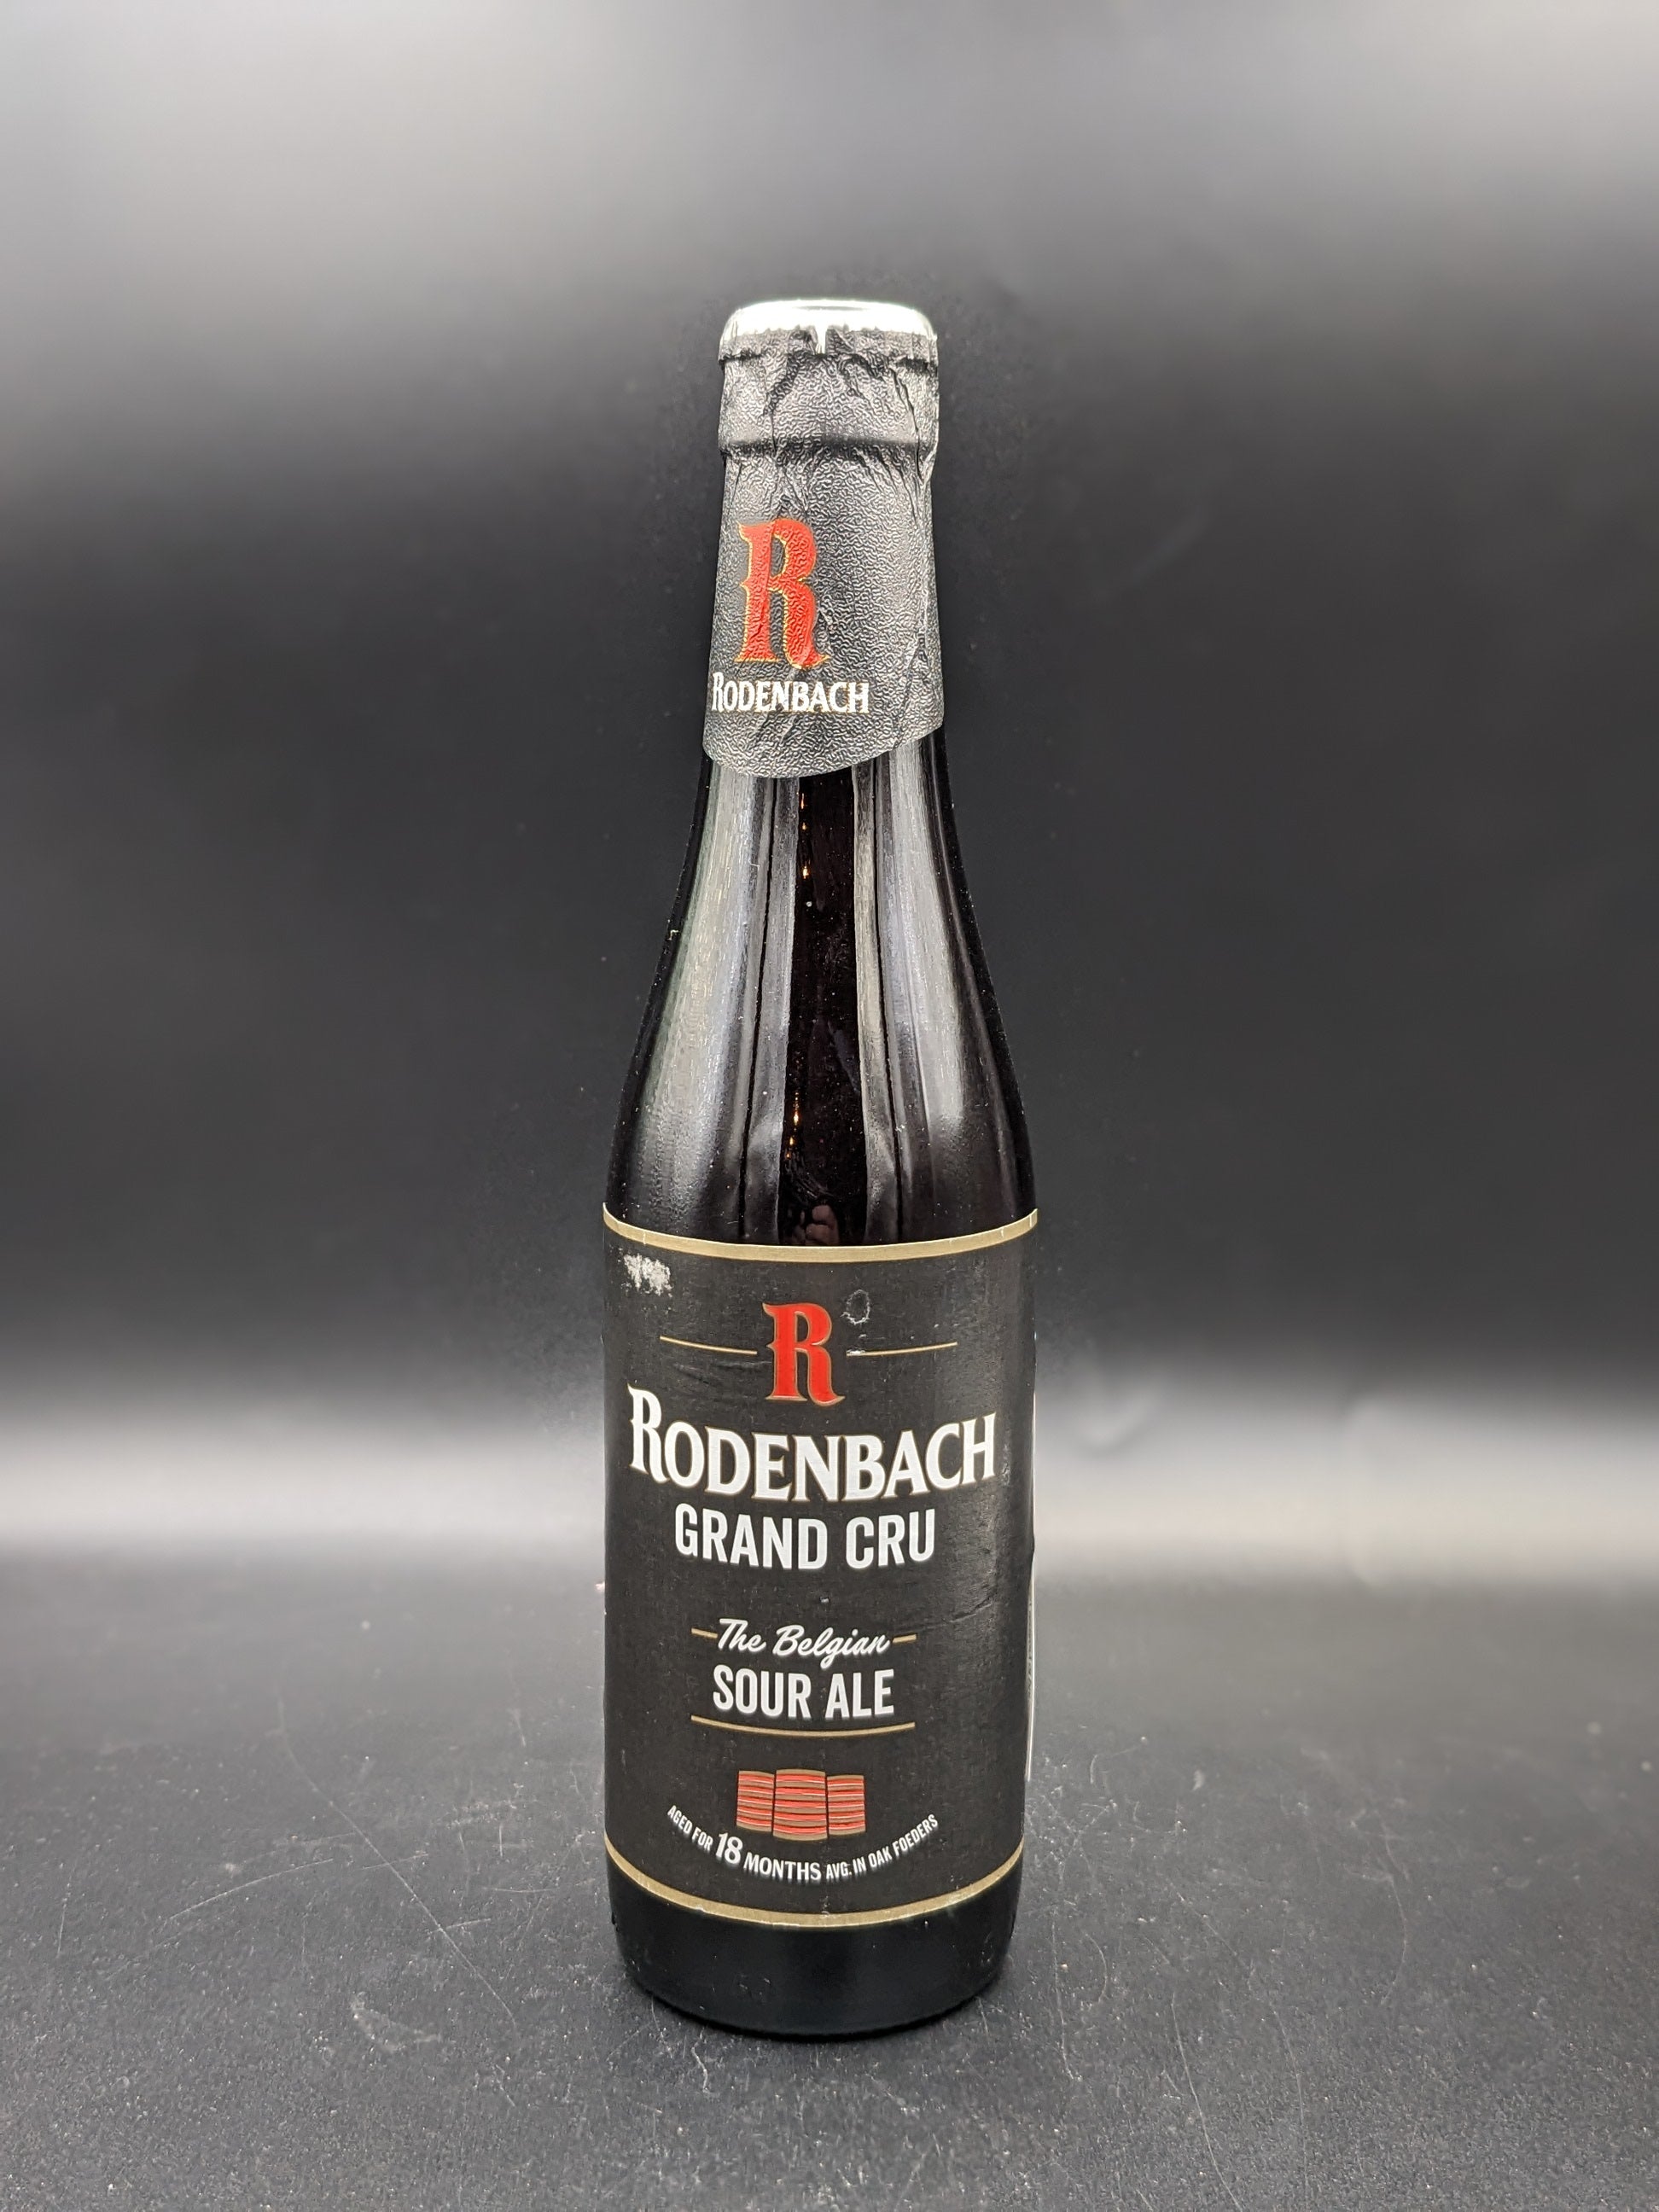 R
RODENBACH
R
RODENBACH
GRAND CRU
The Belgian
SOUR ALE
AGED FOR 18 MONTHS AVG. IN OAK FOEDERS